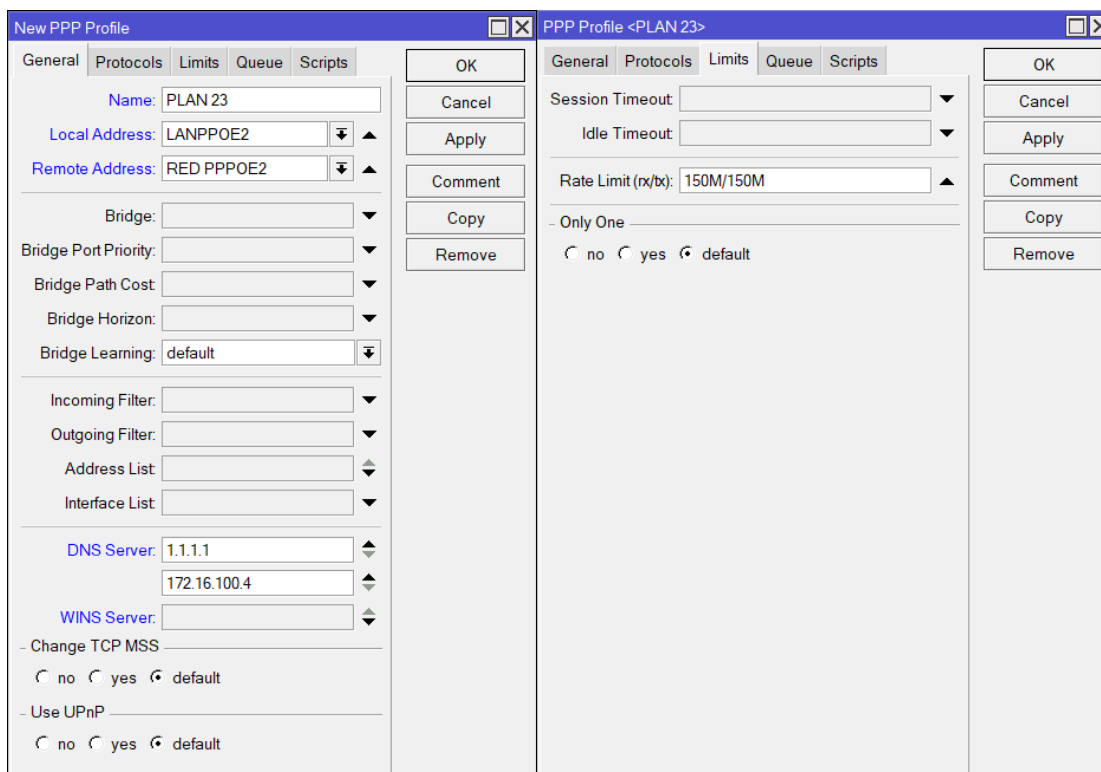 New PPP Profile
General Protocols Limits Queue Scripts
Name: PLAN 23
Local Address: LANPPOE2
Remote Address: RED PPPOE2
Bridge:
Bridge Port Priority:
Bridge Path Cost:
Bridge Horizon:
Bridge Learning: default
Incoming Filter:
Outgoing Filter:
Address List:
Interface List:
DNS Server: 1.1.1.1
172.16.100.4
WINS Server:
Change TCP MSS
no yes default
Use UPnP
no yes default
OK
Cancel
Apply
Comment
Copy
Remove
PPP Profile <PLAN 23>
General Protocols Limits Queue Scripts
Session Timeout:
Idle Timeout:
Rate Limit (rx/tx): 150M/150M
Only One
no yes default
OK
Cancel
Apply
Comment
Copy
Remove